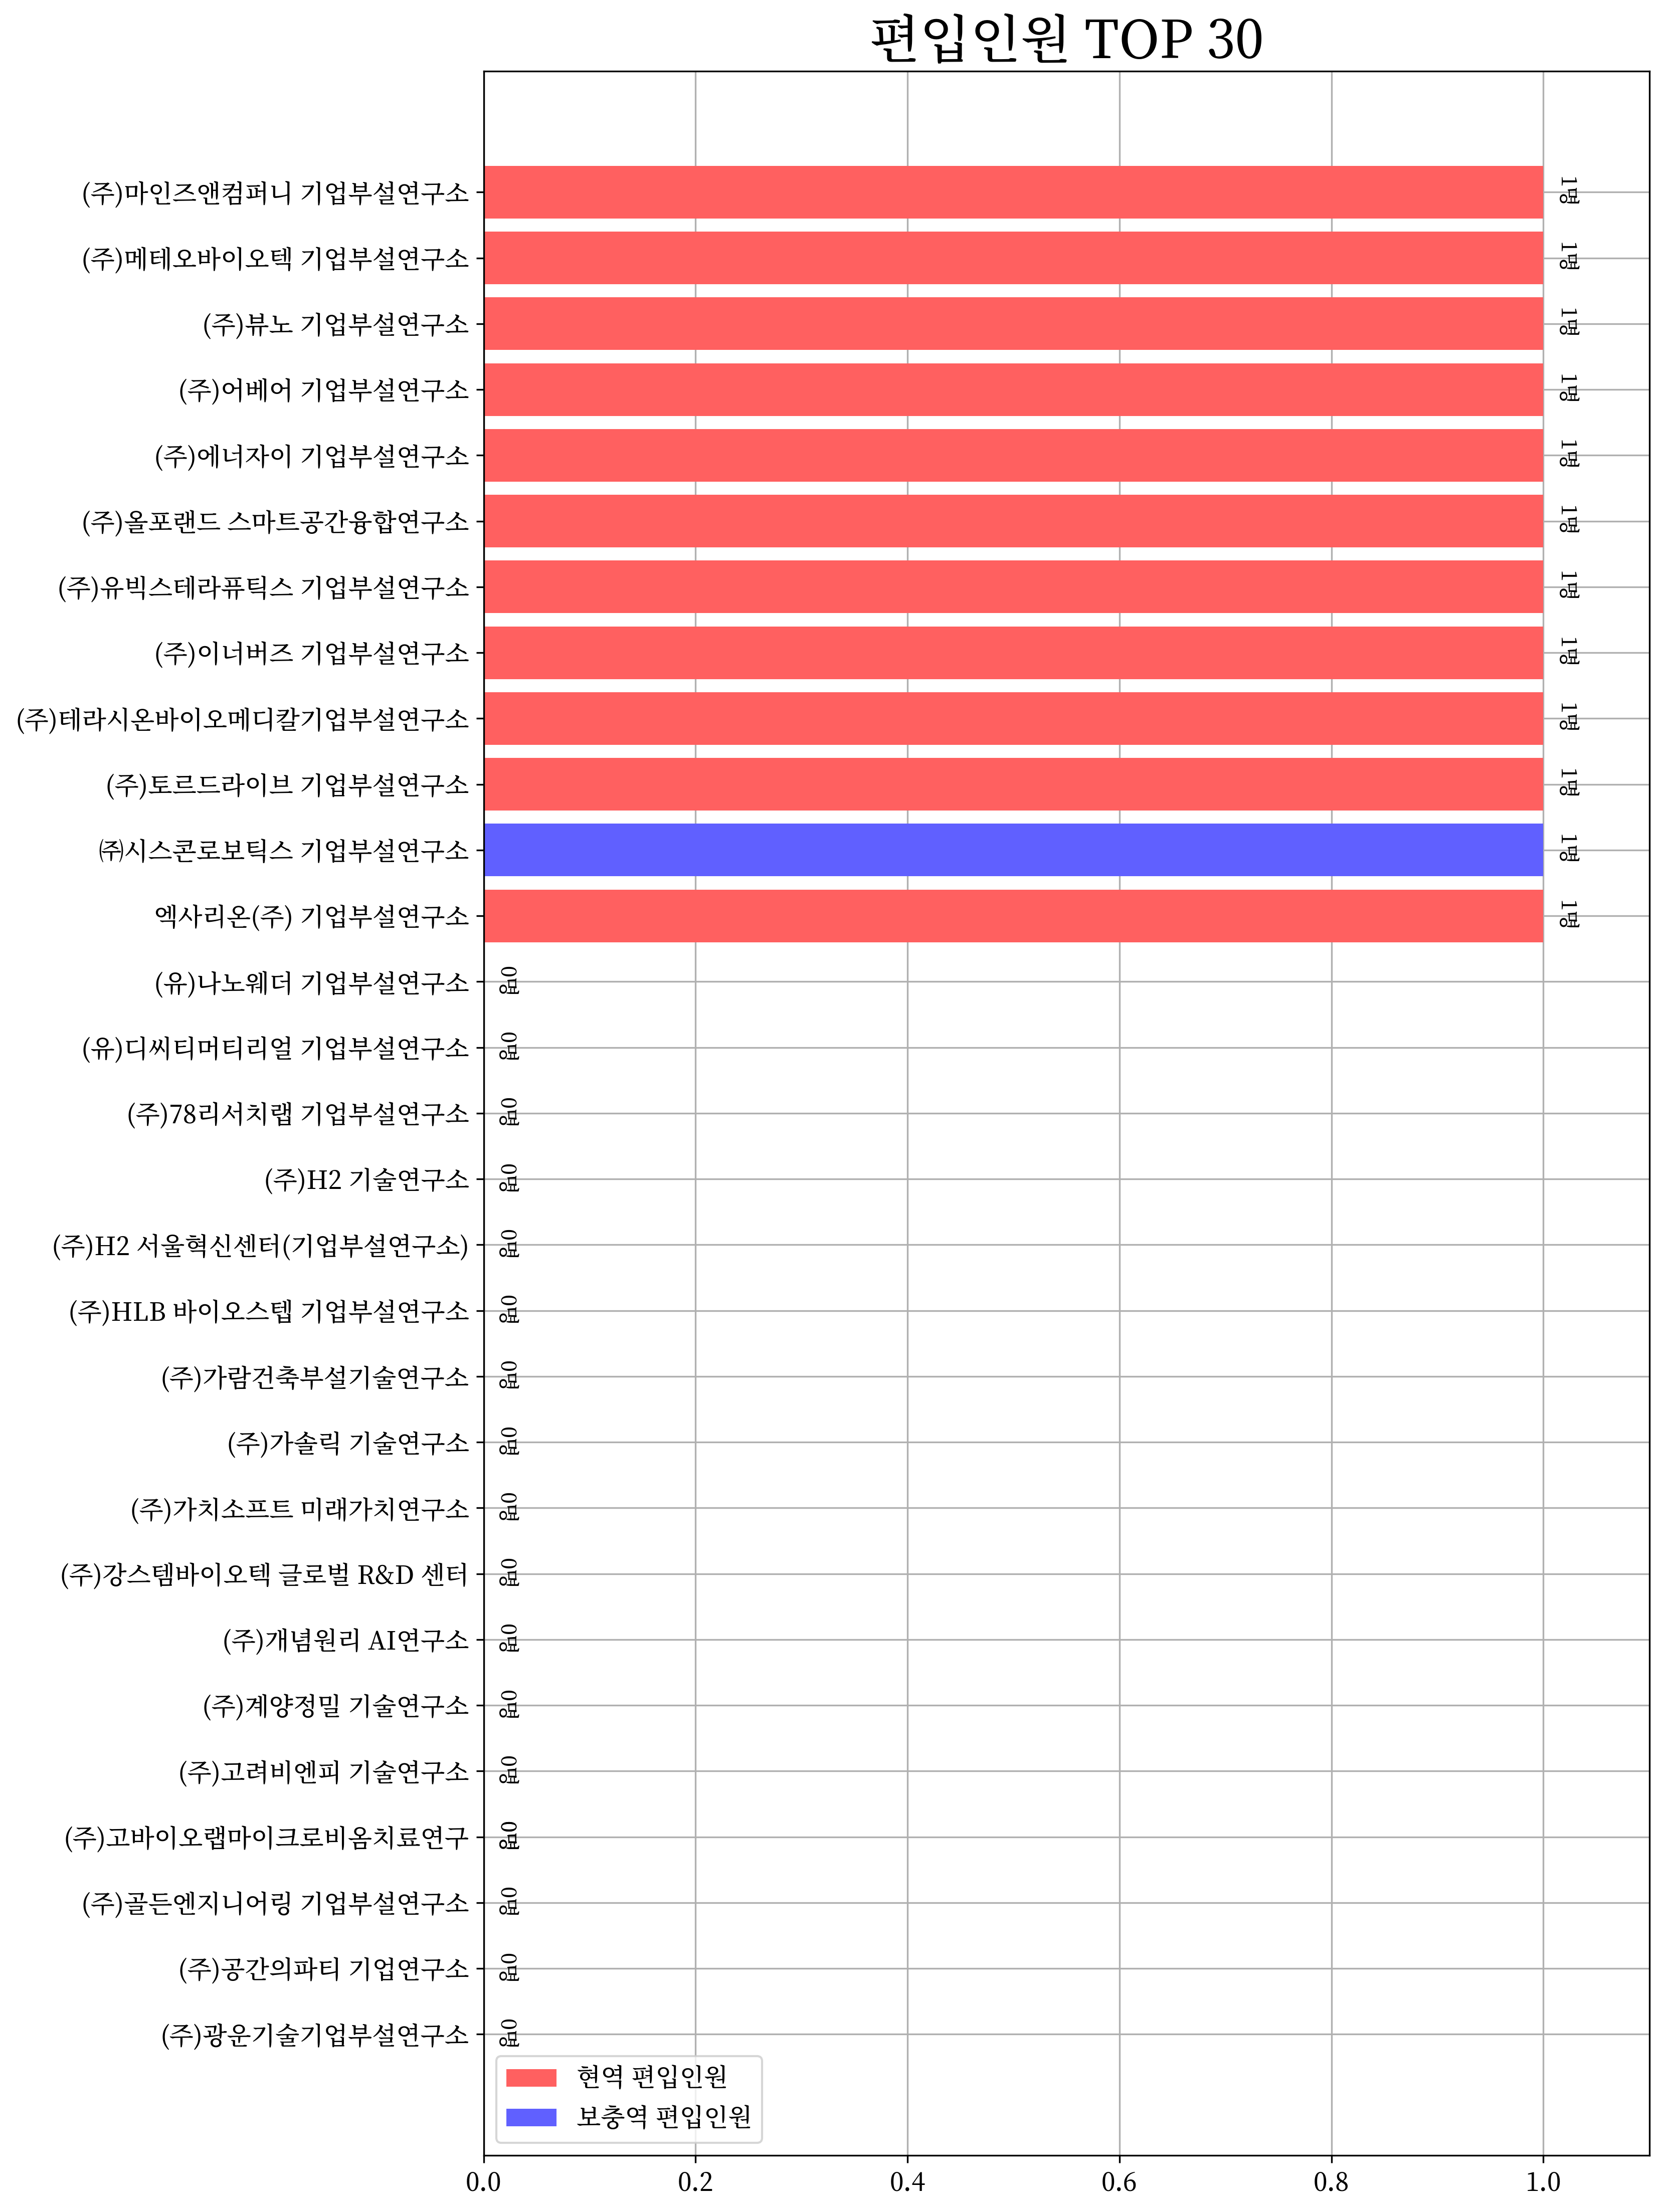 편입인원 TOP 30
(주)마인즈앤컴퍼니 기업부설연구소 1명
(주)메테오바이오텍 기업부설연구소 1명
(주)뷰노 기업부설연구소 1명
(주)어베어 기업부설연구소 1명
(주)에너자이 기업부설연구소 1명
(주)올포랜드 스마트공간융합연구소 1명
(주)유빅스테라퓨틱스 기업부설연구소 1명
(주)이너버즈 기업부설연구소 1명
(주)테라시온바이오메디칼기업부설연구소 1명
(주)토르드라이브 기업부설연구소 1명
㈜시스콘로보틱스 기업부설연구소 1명
엑사리온(주) 기업부설연구소 1명
(유)나노웨더 기업부설연구소 0명
(유)디씨티머티리얼 기업부설연구소 0명
(주)78리서치랩 기업부설연구소 0명
(주)H2 기술연구소 0명
(주)H2 서울혁신센터(기업부설연구소) 0명
(주)HLB 바이오스텝 기업부설연구소 0명
(주)가람건축부설기술연구소 0명
(주)가솔릭 기술연구소 0명
(주)가치소프트 미래가치연구소 0명
(주)강스템바이오텍 글로벌 R&D 센터 0명
(주)개념원리 AI연구소 0명
(주)계양정밀 기술연구소 0명
(주)고려비엔피 기술연구소 0명
(주)고바이오랩마이크로비옴치료연구 0명
(주)골든엔지니어링 기업부설연구소 0명
(주)공간의파티 기업연구소 0명
(주)광운기술기업부설연구소 0명
현역 편입인원
보충역 편입인원
0.0 0.2 0.4 0.6 0.8 1.0